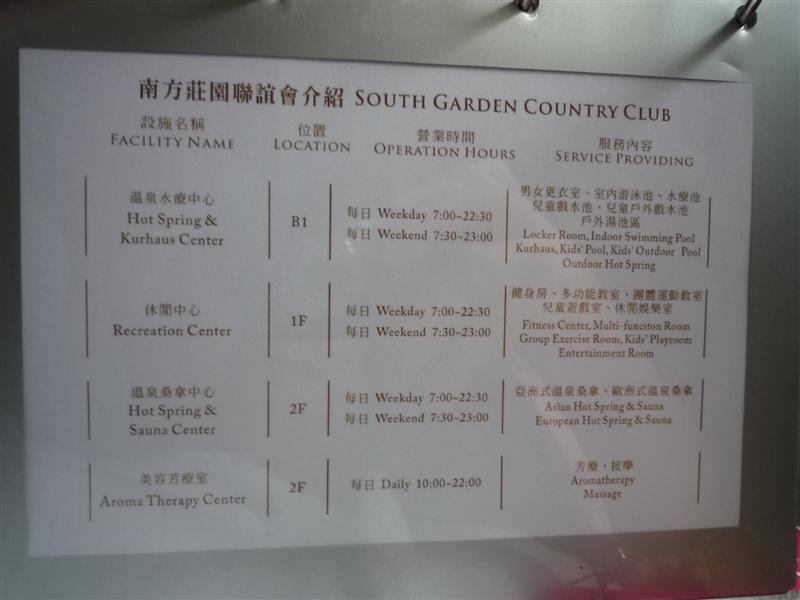 南方莊園聯誼會介紹 SOUTH GARDEN COUNTRY CLUB
設施名稱
FACILITY NAME
位置
LOCATION
營業時間
OPERATION HOURS
服務內容
SERVICE PROVIDING
溫泉水療中心
Hot Spring &
Kurhaus Center
B1
每日 Weekday 7:00~22:30
每日 Weekend 7:30~23:00
男女更衣室、室內游泳池、水療池
兒童戲水池、兒童戶外戲水池
戶外湯池區
Locker Room, Indoor Swimming Pool
Kurhaus, Kids' Pool, Kids' Outdoor Pool
Outdoor Hot Spring
休閒中心
Recreation Center
1F
每日 Weekday 7:00~22:30
每日 Weekend 7:30~23:00
健身房、多功能教室、團體運動教室
兒童遊戲室、休閒娛樂室
Fitness Center, Multi-funciton Room
Group Exercise Room, Kids' Playroom
Entertainment Room
溫泉桑拿中心
Hot Spring &
Sauna Center
2F
每日 Weekday 7:00~22:30
每日 Weekend 7:30~23:00
亞洲式溫泉桑拿、歐洲式溫泉桑拿
Asian Hot Spring & Sauna
European Hot Spring & Sauna
美容芳療室
Aroma Therapy Center
2F
每日 Daily 10:00~22:00
芳療、按摩
Aromatherapy
Massage